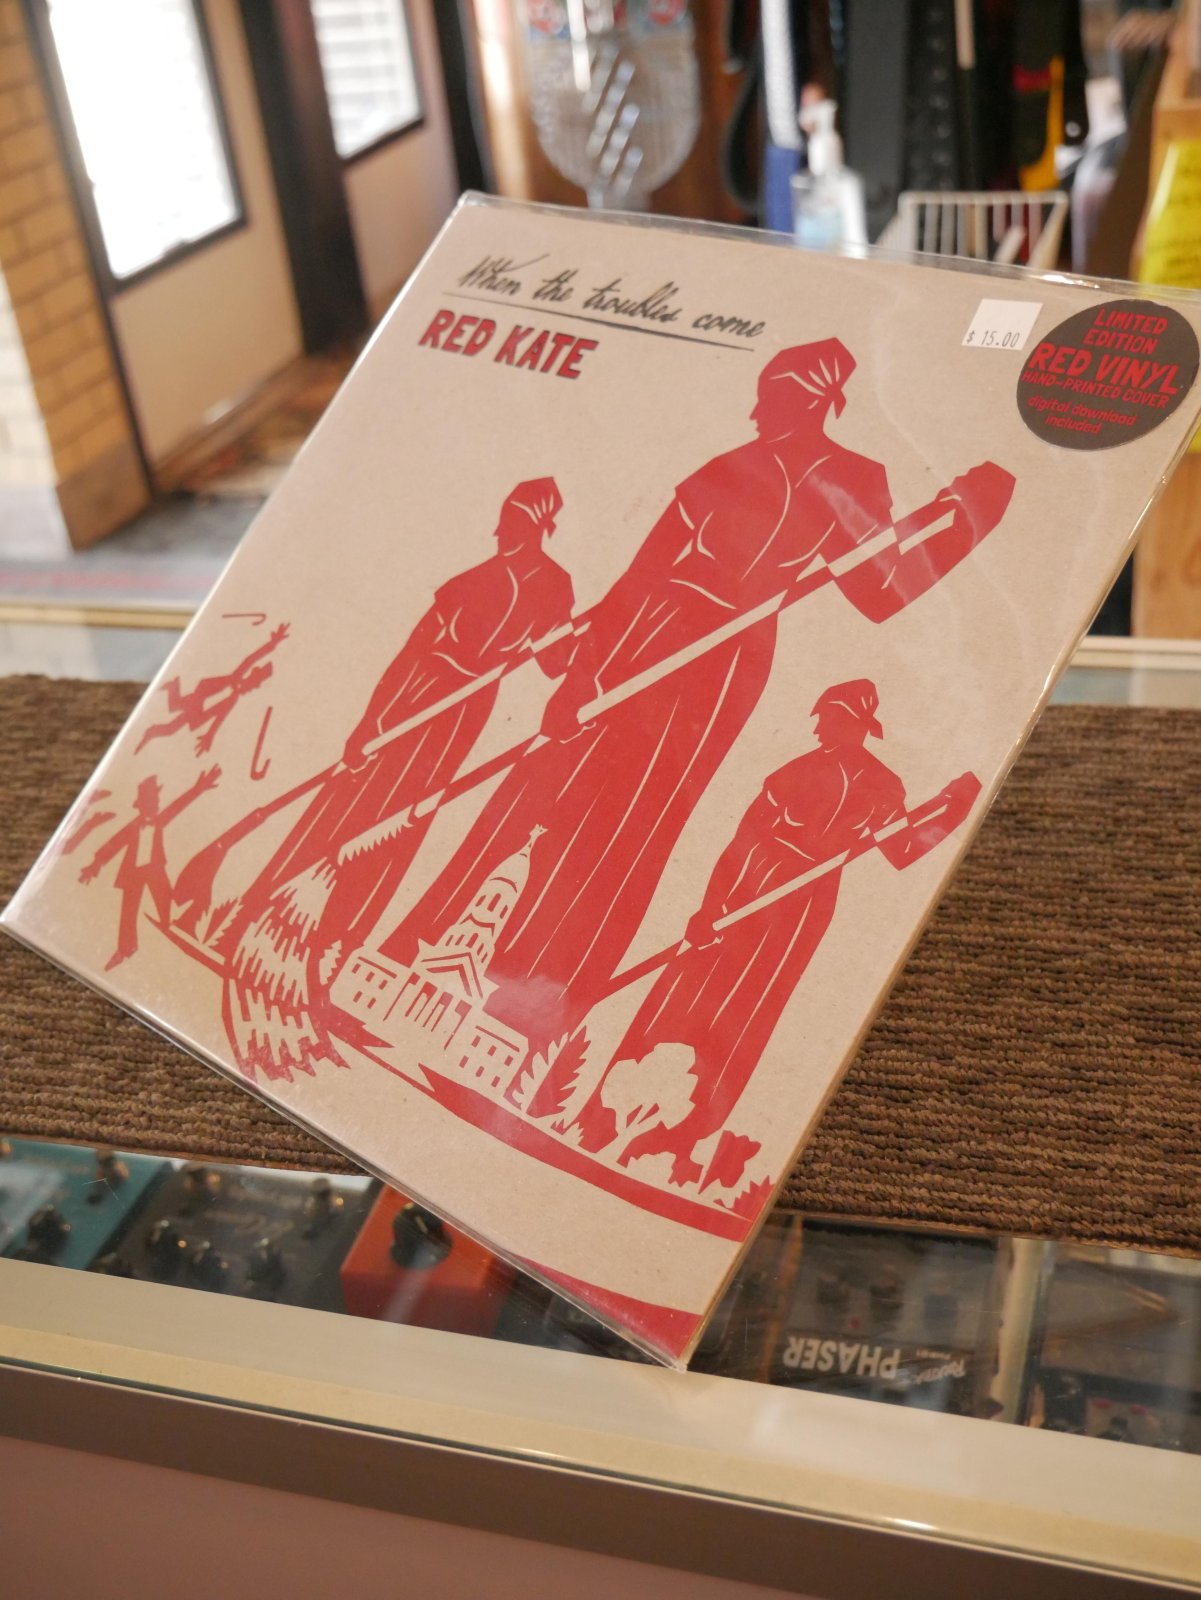 When the troubles come
RED KATE
$ 15.00
LIMITED
EDITION
RED VINYL
HAND-PRINTED COVER
digital download
included
PHASER